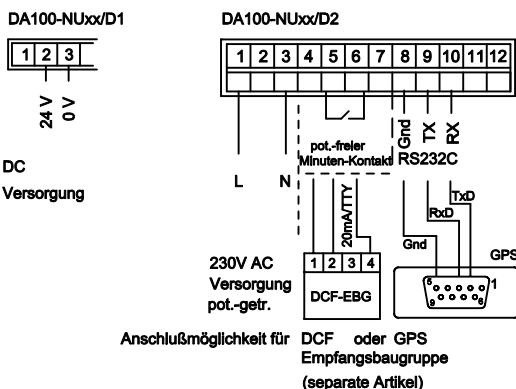 DA100-NUxx/D1
DA100-NUxx/D2
1 2 3
1 2 3 4 5 6 7 8 9 10 11 12
24 V
0 V
Gnd
TX
RX
pot.-freier
Minuten-Kontakt
RS232C
DC
Versorgung
L
N
20mA/TTY
TxD
RxD
Gnd
GPS
230V AC
Versorgung
pot.-getr.
1 2 3 4
DCF-EBG
5
1
9
6
Anschlußmöglichkeit für DCF oder GPS
Empfangsbaugruppe
(separate Artikel)